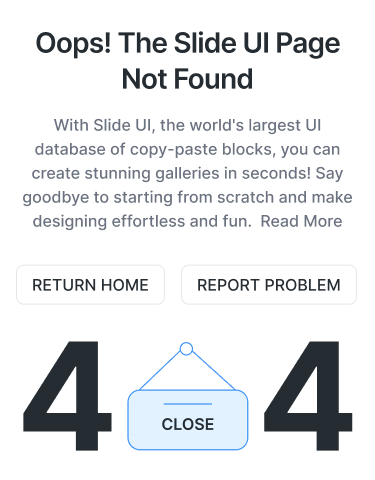 Oops! The Slide UI Page
Not Found
With Slide UI, the world's largest UI
database of copy-paste blocks, you can
create stunning galleries in seconds! Say
goodbye to starting from scratch and make
designing effortless and fun.  Read More
RETURN HOME REPORT PROBLEM
4 CLOSE 4